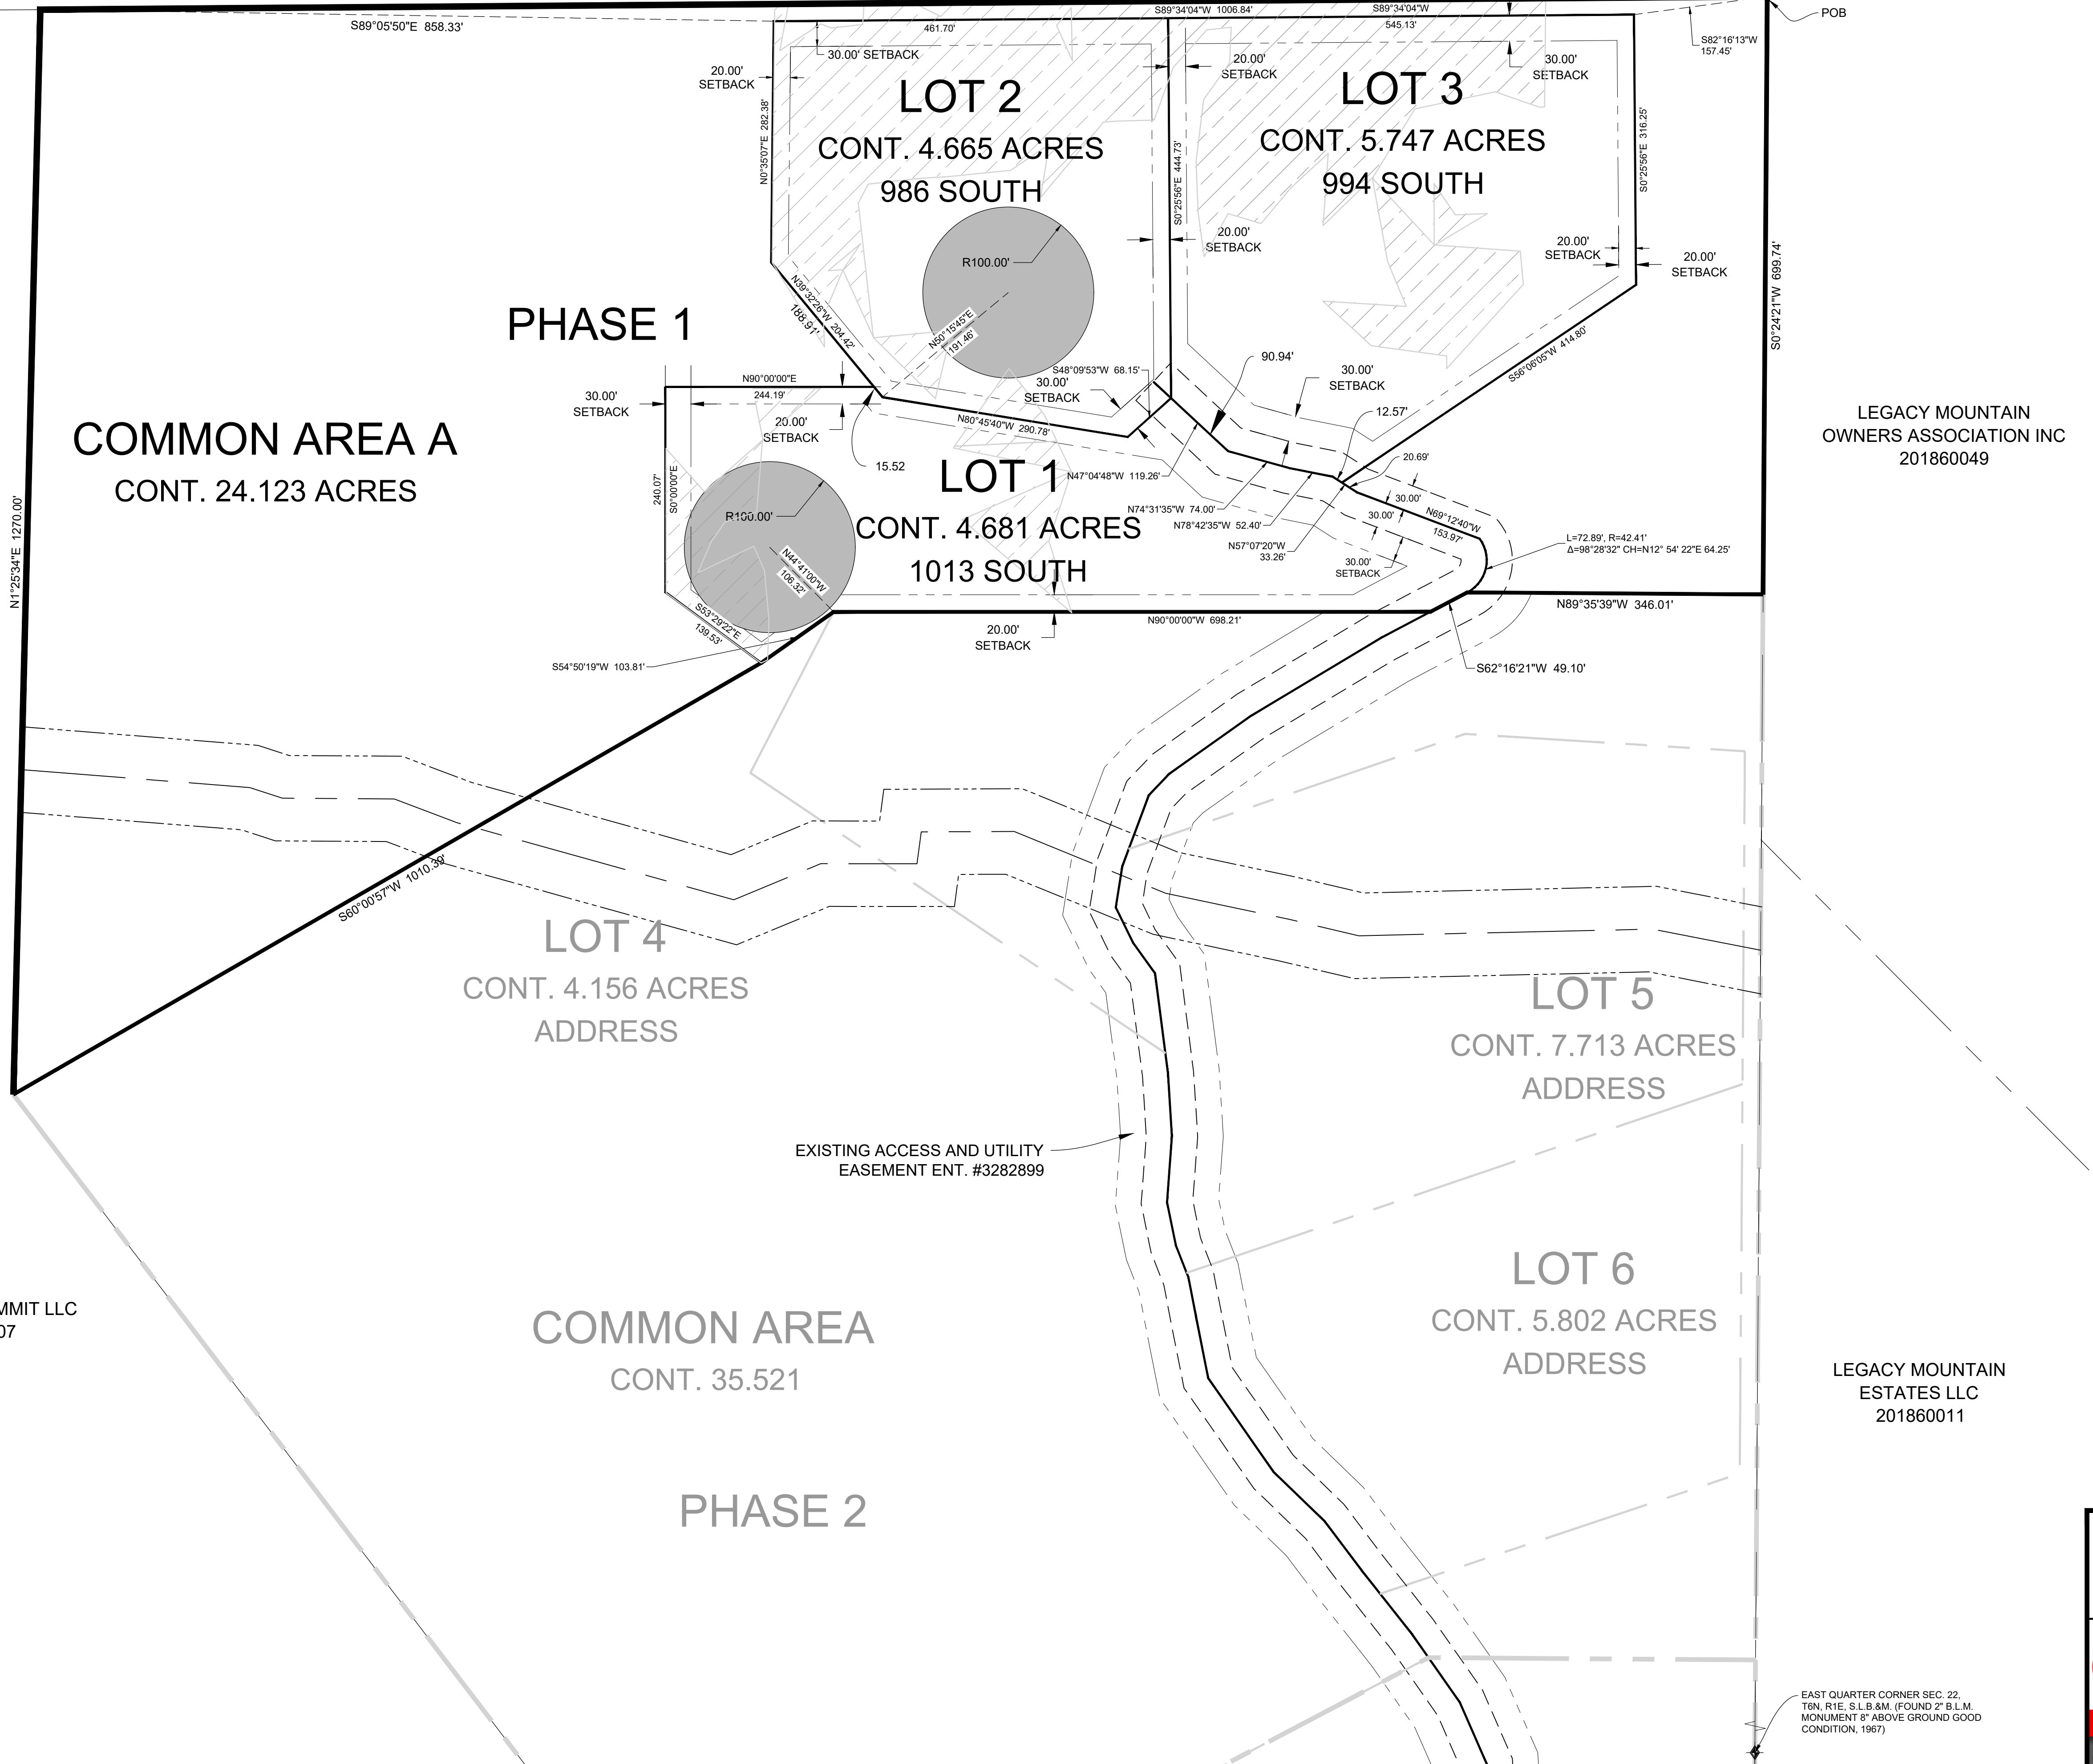 S89°05'50"E 858.33'
S89°34'04"W 1006.84'
S89°34'04"W
461.70'
545.13'
POB
S82°16'13"W
157.45'
30.00' SETBACK
20.00'
SETBACK
20.00'
SETBACK
30.00'
SETBACK
LOT 2
CONT. 4.665 ACRES
986 SOUTH
LOT 3
CONT. 5.747 ACRES
994 SOUTH
N0°35'07"E 282.38'
S0°25'56"E 444.73'
S0°25'56"E 316.25'
20.00'
SETBACK
20.00'
SETBACK
20.00'
SETBACK
S0°24'21"W 699.74'
R100.00'
N39°32'26"W 204.42'
188.91'
N50°15'45"E
191.46'
PHASE 1
S48°09'53"W 68.15'
90.94'
S56°06'05"W 414.80'
N90°00'00"E
244.19'
30.00'
SETBACK
30.00'
SETBACK
30.00'
SETBACK
20.00'
SETBACK
12.57'
N80°45'40"W 290.78'
COMMON AREA A
CONT. 24.123 ACRES
LEGACY MOUNTAIN
OWNERS ASSOCIATION INC
201860049
15.52
20.69'
LOT 1
CONT. 4.681 ACRES
1013 SOUTH
N47°04'48"W 119.26'
240.07'
S0°00'00"E
N1°25'34"E 1270.00'
R100.00'
N44°41'00"W
106.32'
N74°31'35"W 74.00'
N78°42'35"W 52.40'
N57°07'20"W
33.26'
30.00'
30.00'
N69°12'40"W
153.97'
30.00'
SETBACK
L=72.89', R=42.41'
Δ=98°28'32" CH=N12° 54' 22"E 64.25'
S53°29'22"E
139.53'
N89°35'39"W 346.01'
N90°00'00"W 698.21'
20.00'
SETBACK
S54°50'19"W 103.81'
S62°16'21"W 49.10'
S60°00'57"W 1010.39'
LOT 4
CONT. 4.156 ACRES
ADDRESS
LOT 5
CONT. 7.713 ACRES
ADDRESS
EXISTING ACCESS AND UTILITY
EASEMENT ENT. #3282899
LOT 6
CONT. 5.802 ACRES
ADDRESS
MMIT LLC
07
COMMON AREA
CONT. 35.521
LEGACY MOUNTAIN
ESTATES LLC
201860011
PHASE 2
EAST QUARTER CORNER SEC. 22,
T6N, R1E, S.L.B.&M. (FOUND 2" B.L.M.
MONUMENT 8" ABOVE GROUND GOOD
CONDITION, 1967)